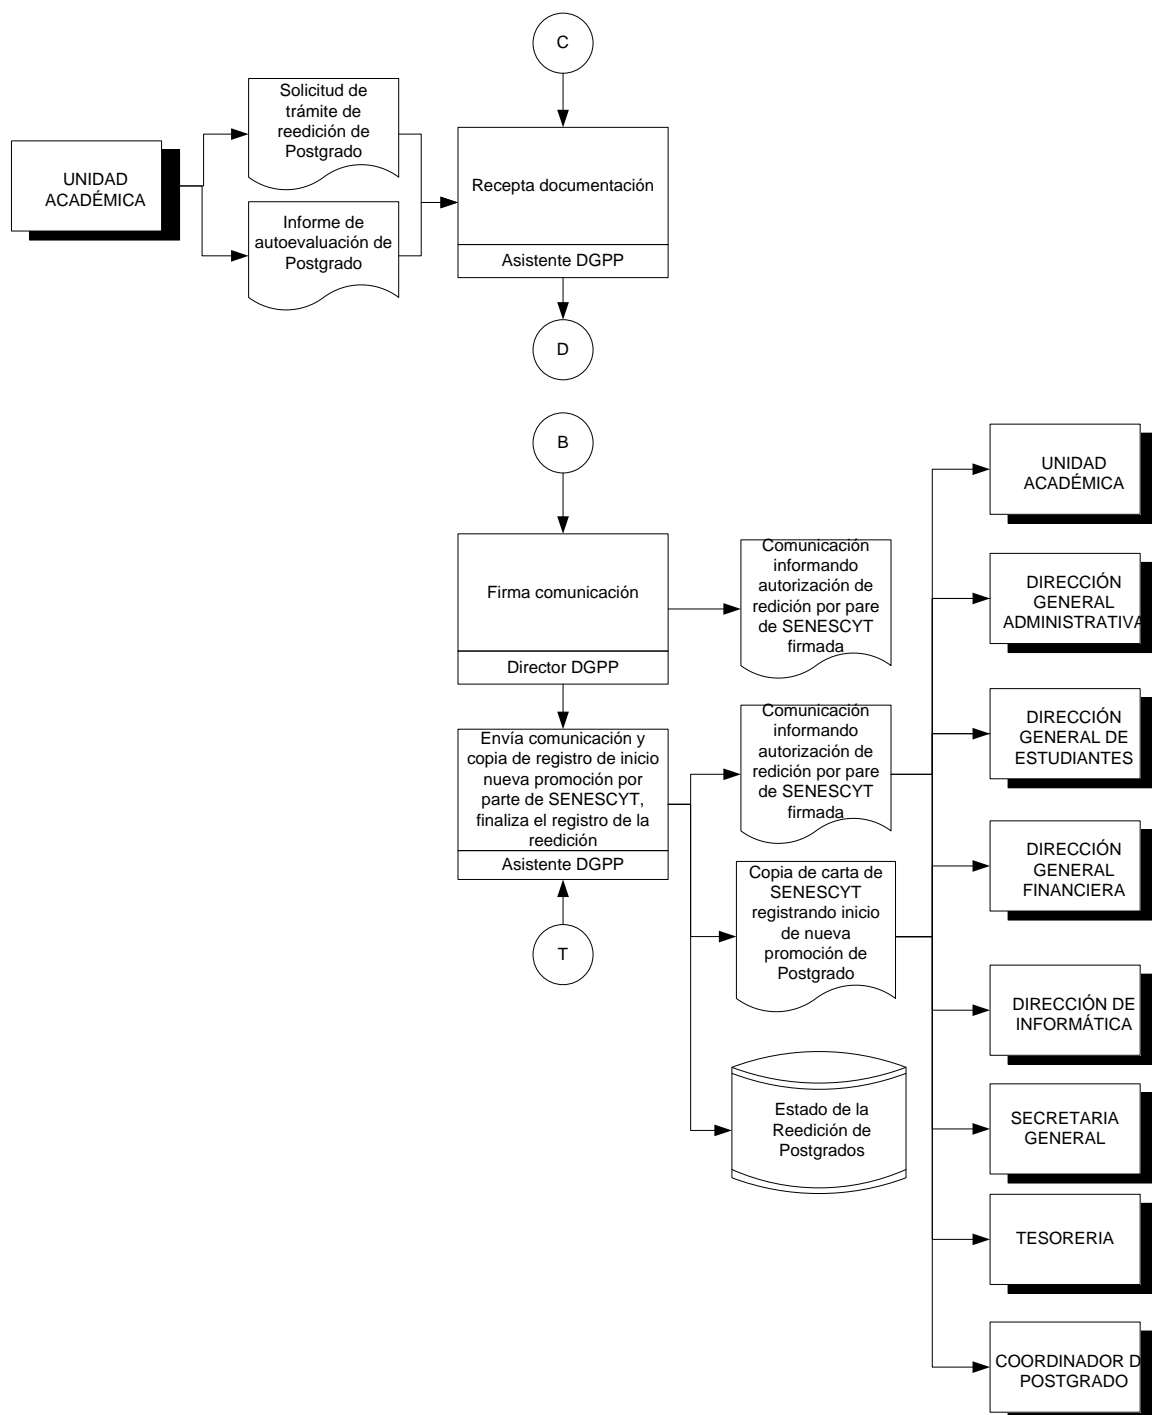 C
Solicitud de
trámite de
reedición de
Postgrado
UNIDAD
ACADÉMICA
Recepta documentación
Informe de
autoevaluación de
Postgrado
Asistente DGPP
D
B
UNIDAD
ACADÉMICA
Firma comunicación
Comunicación
informando
autorización de
redición por pare
de SENESCYT
firmada
DIRECCIÓN
GENERAL
ADMINISTRATIVA
Director DGPP
Envía comunicación y
copia de registro de inicio
nueva promoción por
parte de SENESCYT,
finaliza el registro de la
reedición
Asistente DGPP
Comunicación
informando
autorización de
redición por pare
de SENESCYT
firmada
DIRECCIÓN
GENERAL DE
ESTUDIANTES
DIRECCIÓN
GENERAL
FINANCIERA
Copia de carta de
SENESCYT
registrando inicio
de nueva
promoción de
Postgrado
T
DIRECCIÓN DE
INFORMÁTICA
Estado de la
Reedición de
Postgrados
SECRETARIA
GENERAL
TESORERIA
COORDINADOR D
POSTGRADO